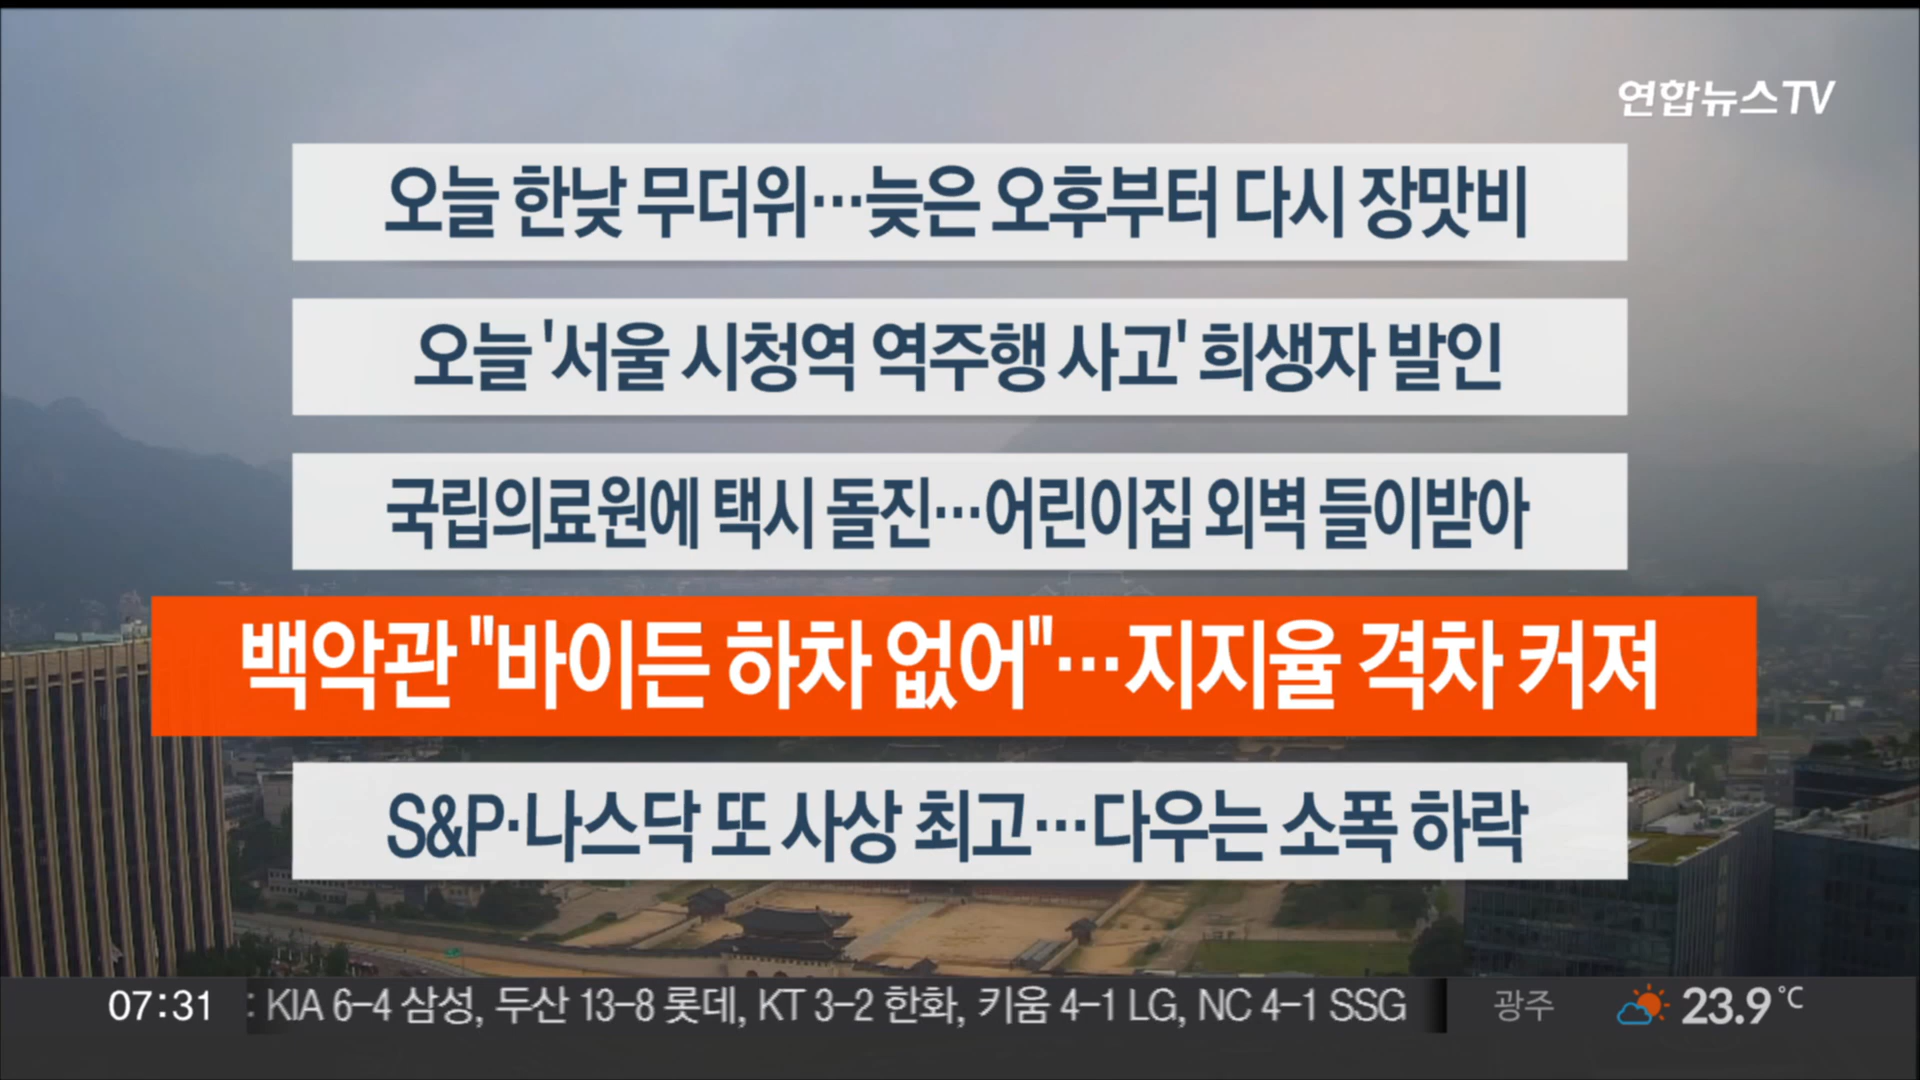 연합뉴스TV
오늘 한낮 무더위…늦은 오후부터 다시 장맛비
오늘 '서울 시청역 역주행 사고' 희생자 발인
국립의료원에 택시 돌진…어린이집 외벽 들이받아
백악관 "바이든 하차 없어"…지지율 격차 커져
S&P·나스닥 또 사상 최고…다우는 소폭 하락
07:31 : KIA 6-4 삼성, 두산 13-8 롯데, KT 3-2 한화, 키움 4-1 LG, NC 4-1 SSG 광주 23.9℃